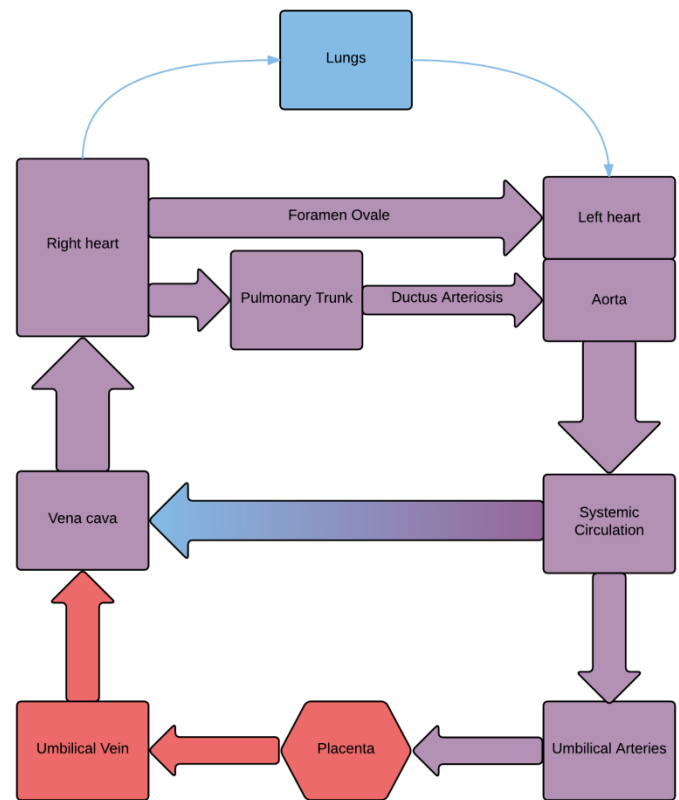 Lungs
Foramen Ovale
Left heart
Right heart
Pulmonary Trunk
Ductus Arteriosis
Aorta
Vena cava
Systemic
Circulation
Umbilical Vein
Placenta
Umbilical Arteries